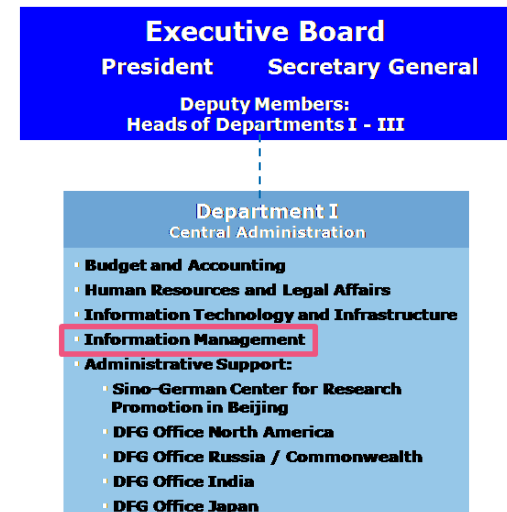 Executive Board
President Secretary General
Deputy Members:
Heads of Departments I - III
Department I
Central Administration
Budget and Accounting
Human Resources and Legal Affairs
Information Technology and Infrastructure
Information Management
Administrative Support:
Sino-German Center for Research
Promotion in Beijing
DFG Office North America
DFG Office Russia / Commonwealth
DFG Office India
DFG Office Japan